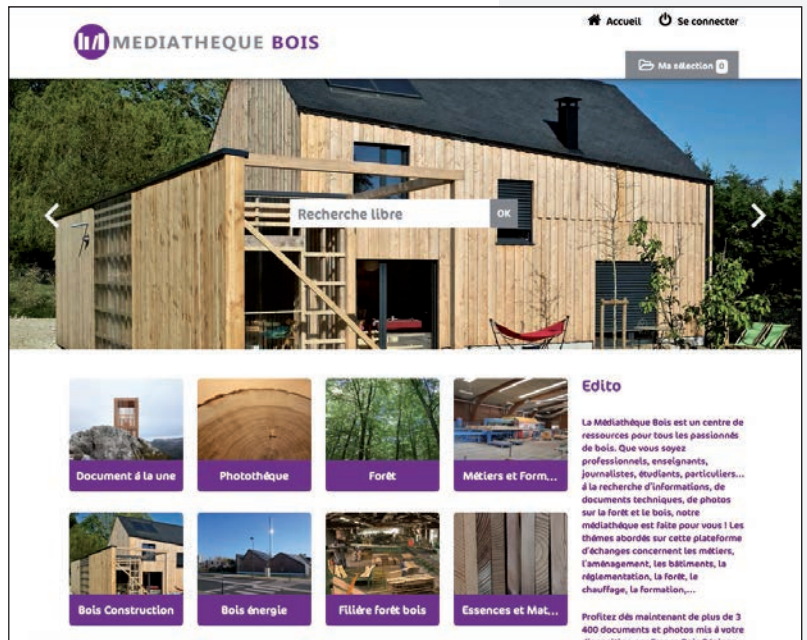 Accueil Se connecter
MEDIATHEQUE BOIS
Ma sélection 0
Recherche libre OK
Document á la une
Photothéque
Forêt
Métiers et Form...
Bois Construction
Bois énergie
Filiére forêt bois
Essences et Mat...
Edito
La Médiathèque Bois est un centre de
ressources pour tous les passionnés
de bois. Que vous soyez
professionnels, enseignants,
journalistes, étudiants, particuliers...
á la recherche d'informations, de
documents techniques, de photos
sur la forêt et le bois, notre
médiathèque est faite pour vous ! Les
thèmes abordés sur cette plateforme
d'échanges concernent les métiers,
l'aménagement, les bâtiments, la
réglementation, la forêt, le
chauffage, la formation,...
Profitez dés maintenant de plus de 3
400 documents et photos mis á votre